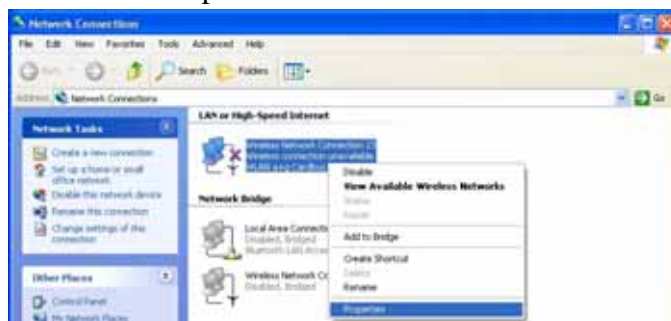 Network Connections
File Edit View Favorites Tools Advanced Help
Back Search Folders
Address Network Connections Go
Network Tasks
Create a new connection
Set up a home or small
office network
Disable this network device
Rename this connection
Change settings of this
connection
Other Places
Control Panel
My Network Places
LAN or High-Speed Internet
Wireless Network Connection
Wireless connection unavailable
Network Bridge
Local Area Connecti
Disabled, Bridged
Bluetooth LAN Access
Wireless Network Co
Disabled, Bridged
Disable
View Available Wireless Networks
Status
Repair
Add to Bridge
Create Shortcut
Delete
Rename
Properties